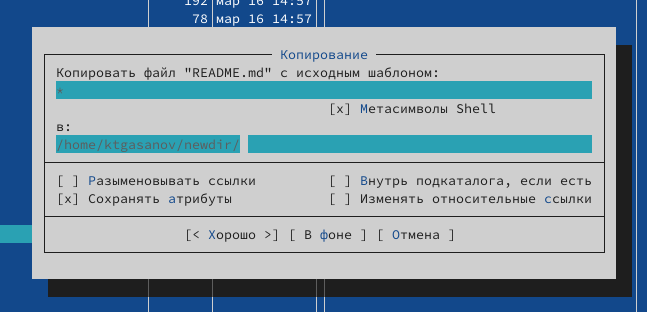 192 мар 16 14:57
78 мар 16 14:57
Копирование
Копировать файл "README.md" с исходным шаблоном:
*
[x] Метасимволы Shell
в:
/home/ktgasanov/newdir/
[ ] Разыменовывать ссылки [ ] Внутрь подкаталога, если есть
[x] Сохранять атрибуты [ ] Изменять относительные ссылки
[< Хорошо >] [ В фоне ] [ Отмена ]